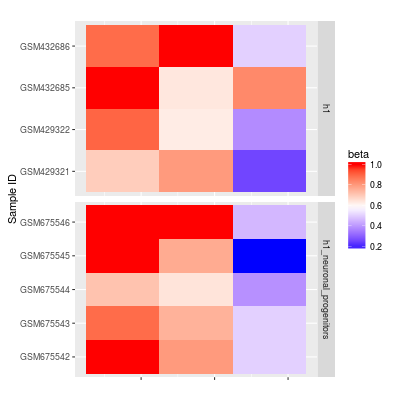 GSM432686
GSM432685
GSM429322
GSM429321
h1
GSM675546
GSM675545
GSM675544
GSM675543
GSM675542
h1_neuronal_progenitors
Sample ID
beta
1.0
0.8
0.6
0.4
0.2